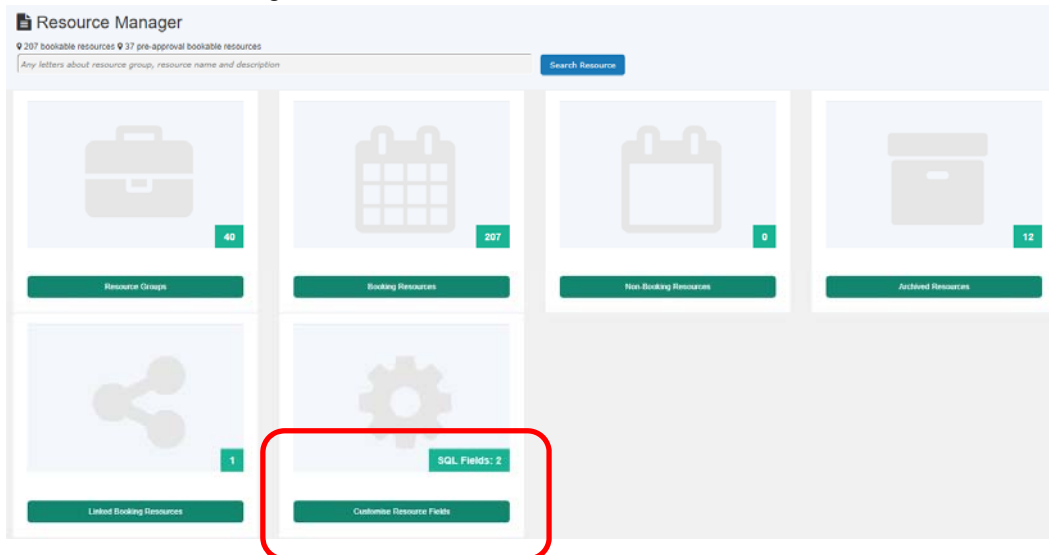 Resource Manager
207 bookable resources 37 pre-approval bookable resources
Any letters about resource group, resource name and description
Search Resource
40
207
0
12
Resource Groups
Booking Resources
Non-Booking Resources
Archived Resources
1
SQL Fields: 2
Linked Booking Resources
Customise Resource Fields